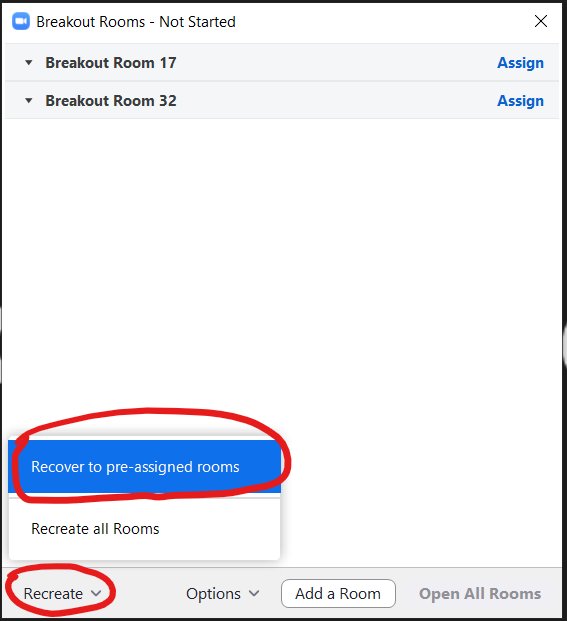 Breakout Rooms - Not Started
Breakout Room 17 Assign
Breakout Room 32 Assign
Recover to pre-assigned rooms
Recreate all Rooms
Recreate Options Add a Room Open All Rooms